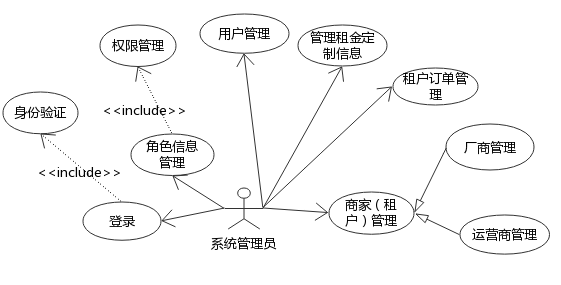 用户管理
管理租金定
制信息
权限管理
租户订单管
理
身份验证
<<include>>
角色信息
管理
厂商管理
<<include>>
登录
商家（租
户）管理
系统管理员
运营商管理